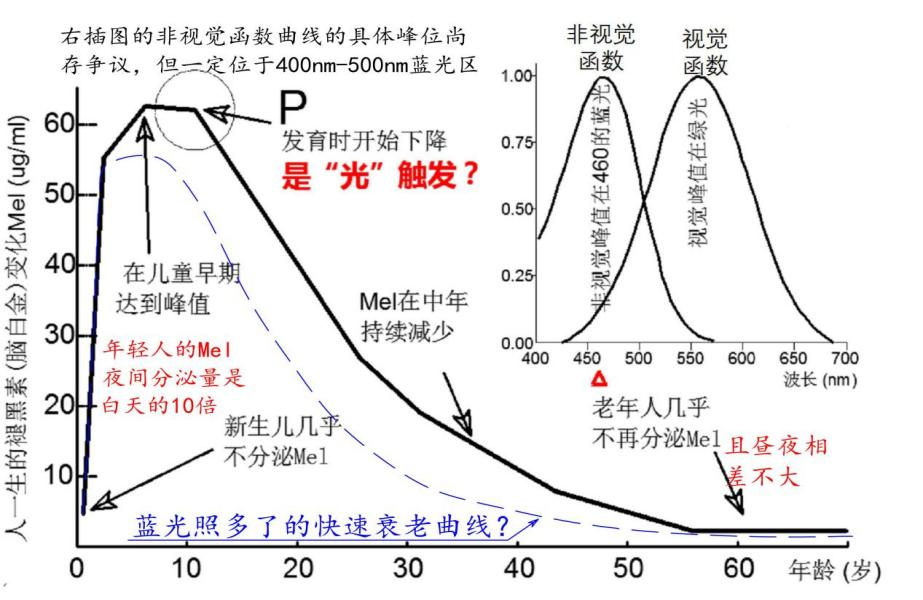 右插图的非视觉函数曲线的具体峰位尚
存争议，但一定位于400nm-500nm蓝光区
P
发育时开始下降
是“光”触发？
在儿童早期
达到峰值
年轻人的Mel
夜间分泌量是
白天的10倍
新生儿几乎
不分泌Mel
Mel在中年
持续减少
蓝光照多了的快速衰老曲线？
老年人几乎
不再分泌Mel
且昼夜相
差不大
人一生的褪黑素(脑白金)变化Mel (ug/ml)
60
50
40
30
20
10
0 10 20 30 40 50 60 年龄 (岁)
非视觉
函数
视觉
函数
非视觉峰值在460的蓝光
视觉峰值在绿光
1.00
0.75
0.50
0.25
0.00
400 450 500 550 600 650 700
波长 (nm)